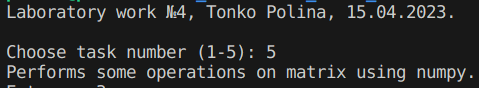 Laboratory work №4, Tonko Polina, 15.04.2023.
Choose task number (1-5): 5
Performs some operations on matrix using numpy.